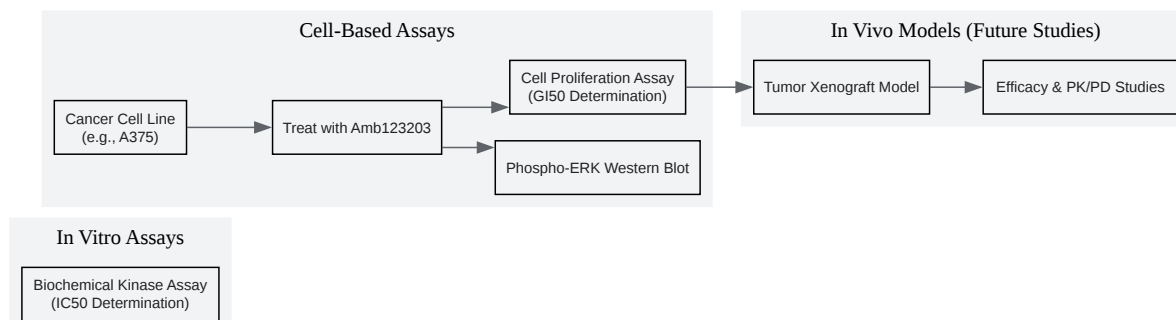 Cell-Based Assays
Cancer Cell Line
(e.g., A375)
Treat with Amb123203
Cell Proliferation Assay
(GI50 Determination)
Phospho-ERK Western Blot
In Vivo Models (Future Studies)
Tumor Xenograft Model
Efficacy & PK/PD Studies
In Vitro Assays
Biochemical Kinase Assay
(IC50 Determination)